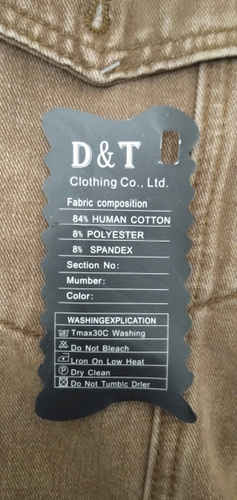 D&T
Clothing Co., Ltd.
Fabric composition
84% HUMAN COTTON
8% POLYESTER
8% SPANDEX
Section No:
Mumber:
Color:
WASHINGEXPLICATION
Tmax30C Washing
Do Not Bleach
Lron On Low Heat
Dry Clean
Do Not Tumblc Drler